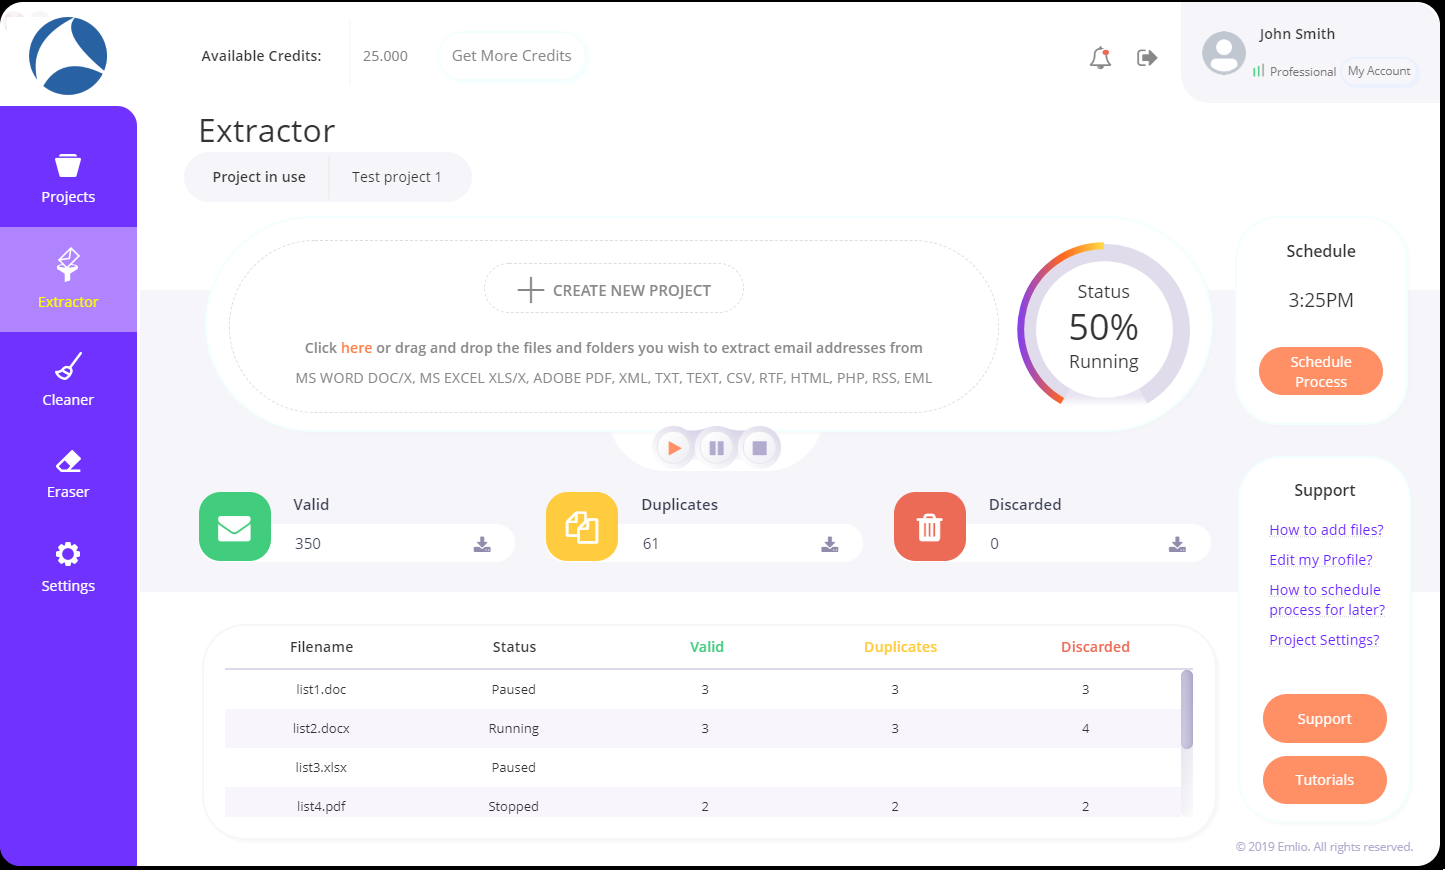 Available Credits:
25.000
Get More Credits
John Smith
Professional
My Account
Extractor
Project in use
Test project 1
Projects
Extractor
Cleaner
Eraser
Settings
CREATE NEW PROJECT
Click here or drag and drop the files and folders you wish to extract email addresses from
MS WORD DOC/X, MS EXCEL XLS/X, ADOBE PDF, XML, TXT, TEXT, CSV, RTF, HTML, PHP, RSS, EML
Status
50%
Running
Schedule
3:25PM
Schedule
Process
Valid
350
Duplicates
61
Discarded
0
Support
How to add files?
Edit my Profile?
How to schedule
process for later?
Project Settings?
Support
Tutorials
Filename Status Valid Duplicates Discarded
list1.doc Paused 3 3 3
list2.docx Running 3 3 4
list3.xlsx Paused
list4.pdf Stopped 2 2 2
© 2019 Emlio. All rights reserved.